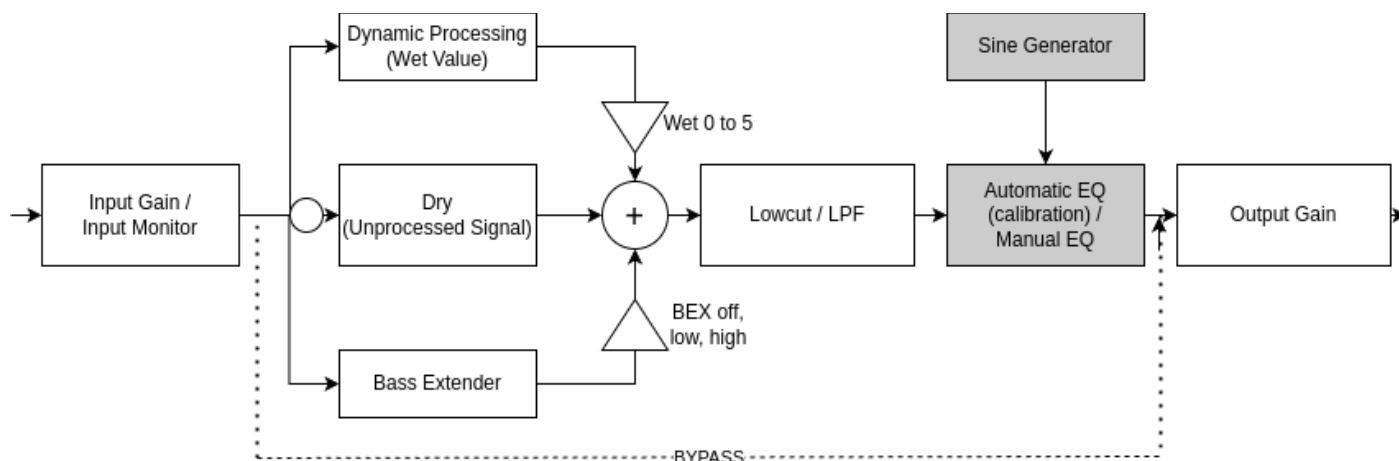 Dynamic Processing
(Wet Value)
Sine Generator
Wet 0 to 5
Input Gain /
Input Monitor
Dry
(Unprocessed Signal)
+
Lowcut / LPF
Automatic EQ
(calibration) /
Manual EQ
Output Gain
BEX off,
low, high
Bass Extender
BYPASS